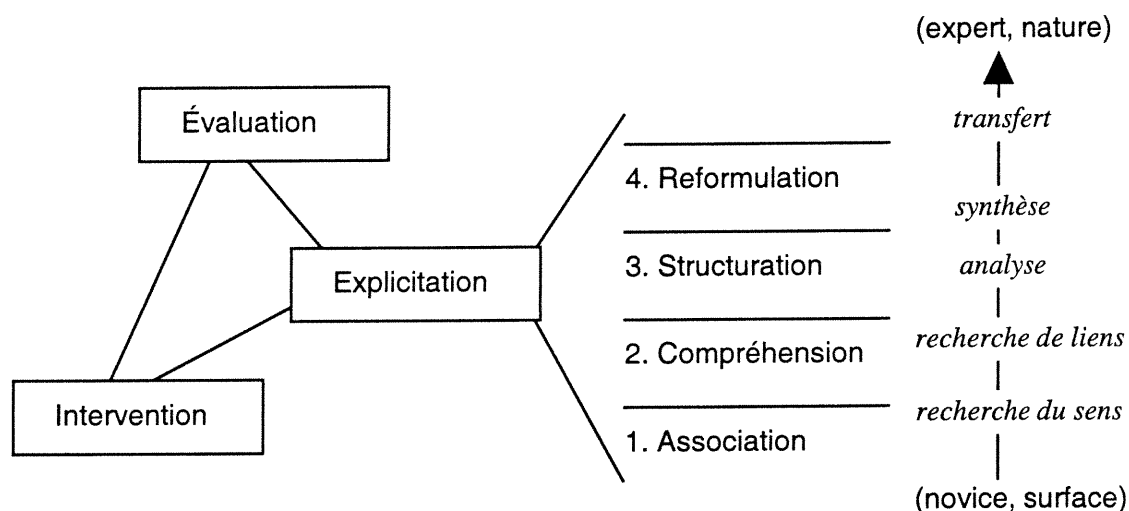 (expert, nature)
Évaluation
transfert
4. Reformulation
synthèse
Explicitation
3. Structuration
analyse
2. Compréhension
recherche de liens
Intervention
recherche du sens
1. Association
(novice, surface)